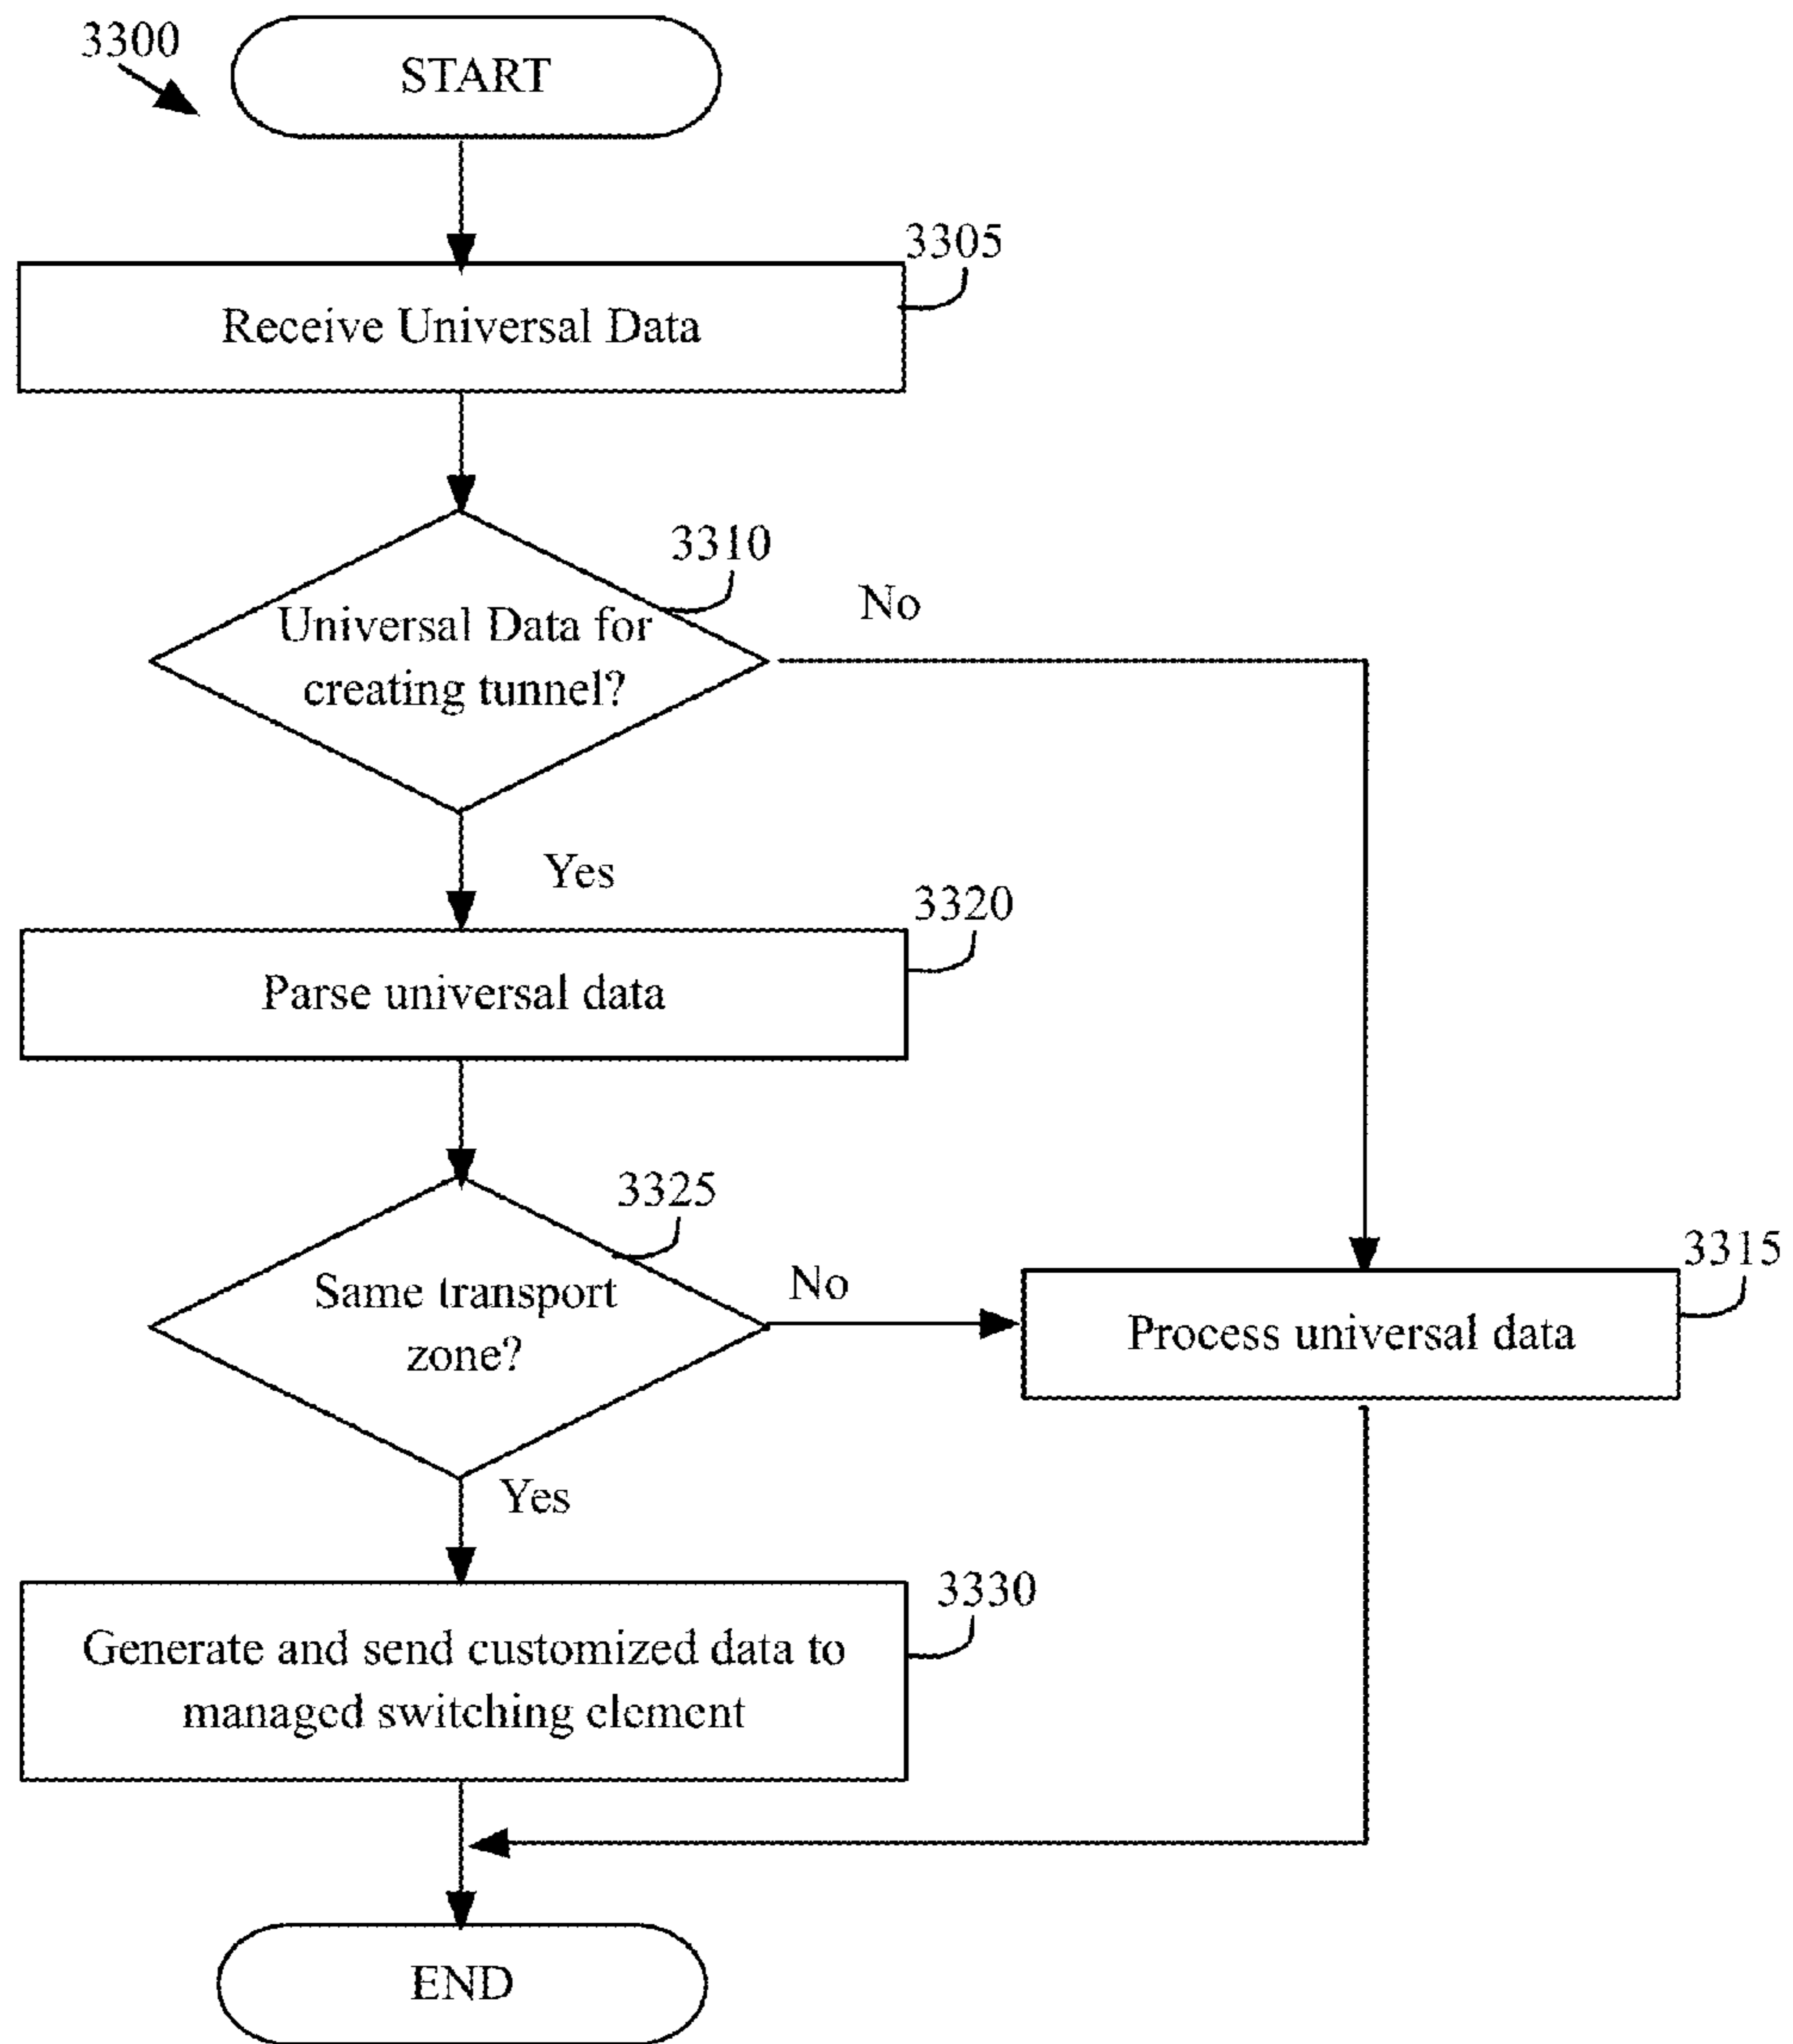 3300
START
3305
Receive Universal Data
3310
Universal Data for
creating tunnel?
No
Yes
3320
Parse universal data
3325
Same transport
zone?
No
3315
Process universal data
Yes
3330
Generate and send customized data to
managed switching element
END